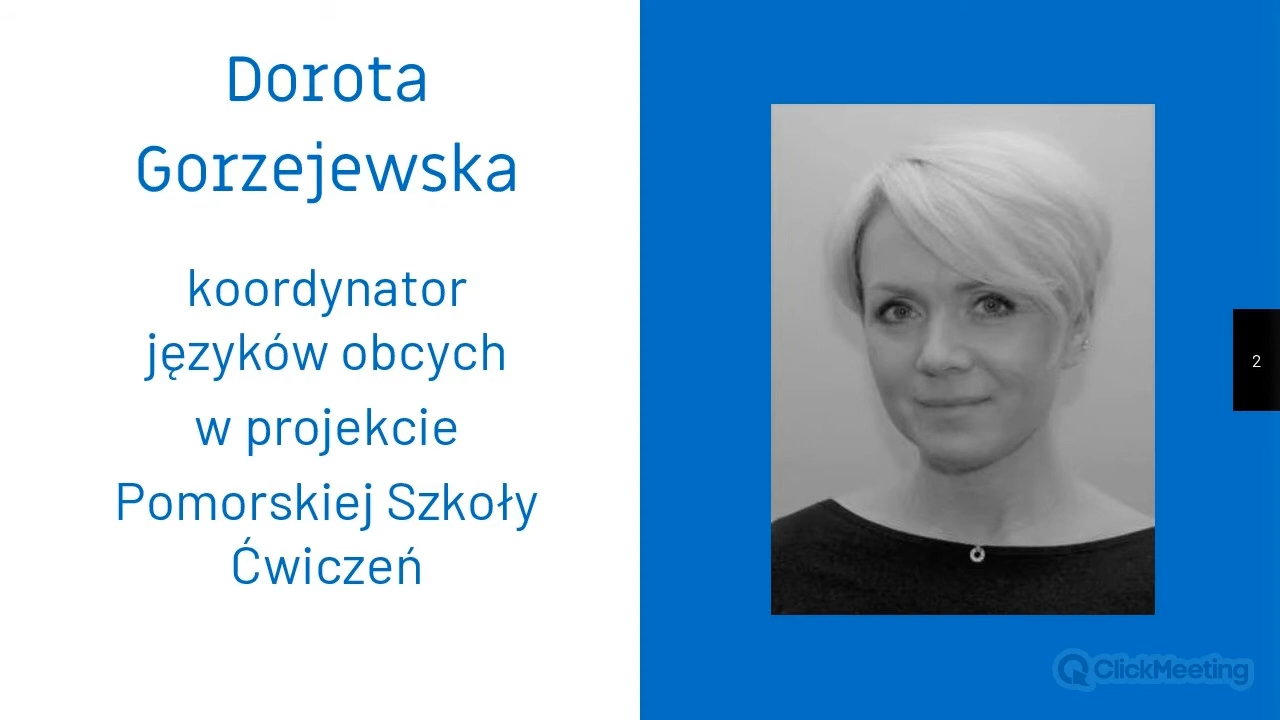 Dorota
Gorzejewska
koordynator
języków obcych
w projekcie
Pomorskiej Szkoły
Ćwiczeń
2
ClickMeeting